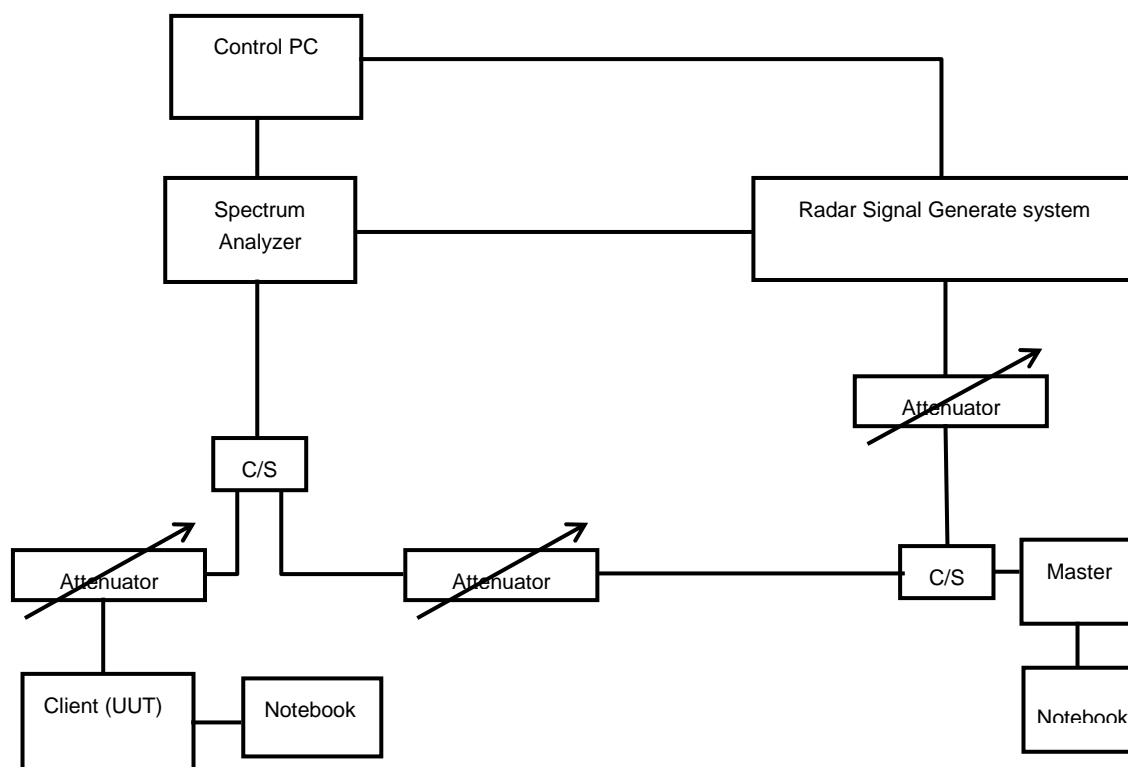 Control PC
Spectrum
Analyzer
Radar Signal Generate system
Attenuator
C/S
Attenuator
Attenuator
C/S
Master
Client (UUT)
Notebook
Notebook